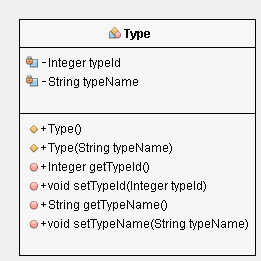 Type
-Integer typeId
-String typeName
+Type()
+Type(String typeName)
+Integer getTypeId()
+void setTypeId(Integer typeId)
+String getTypeName()
+void setTypeName(String typeName)